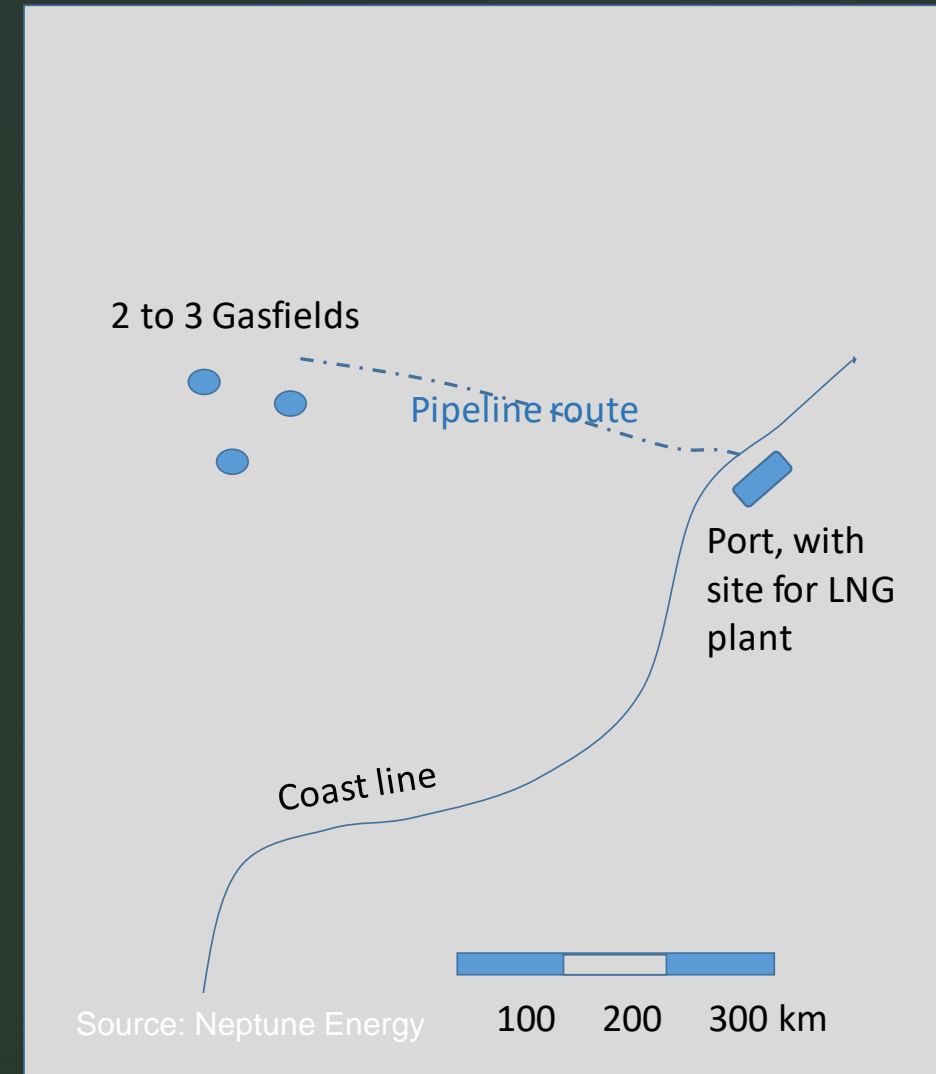 2 to 3 Gasfields
Pipeline route
Port, with
site for LNG
plant
Coast line
100 200 300 km
Source: Neptune Energy